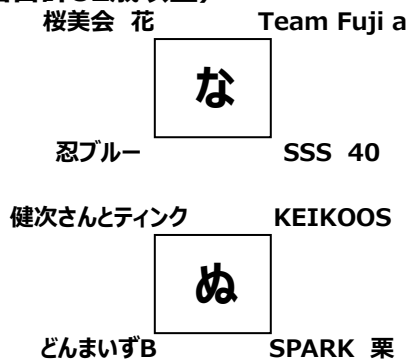 桜美会 花 Team Fuji a
な
忍ブルー SSS 40
健次さんとティンク KEIKOOS
ぬ
どんまいずB SPARK 栗